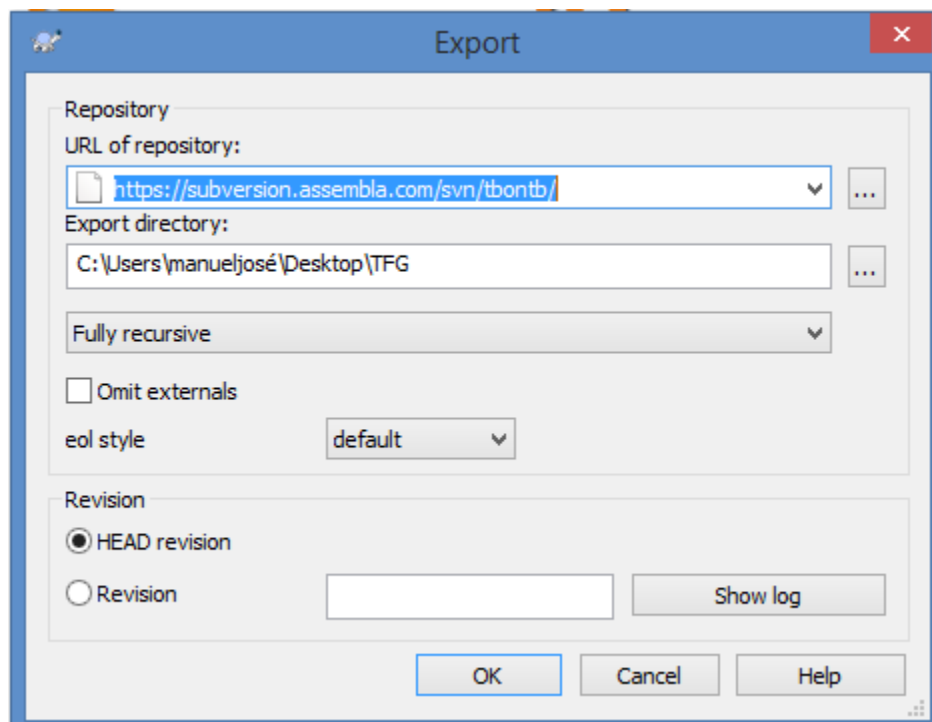 Export
Repository
URL of repository:
https://subversion.assembla.com/svn/tbontb/
...
Export directory:
C:\Users\manueljosé\Desktop\TFG
...
Fully recursive
Omit externals
eol style default
Revision
HEAD revision
Revision Show log
OK Cancel Help